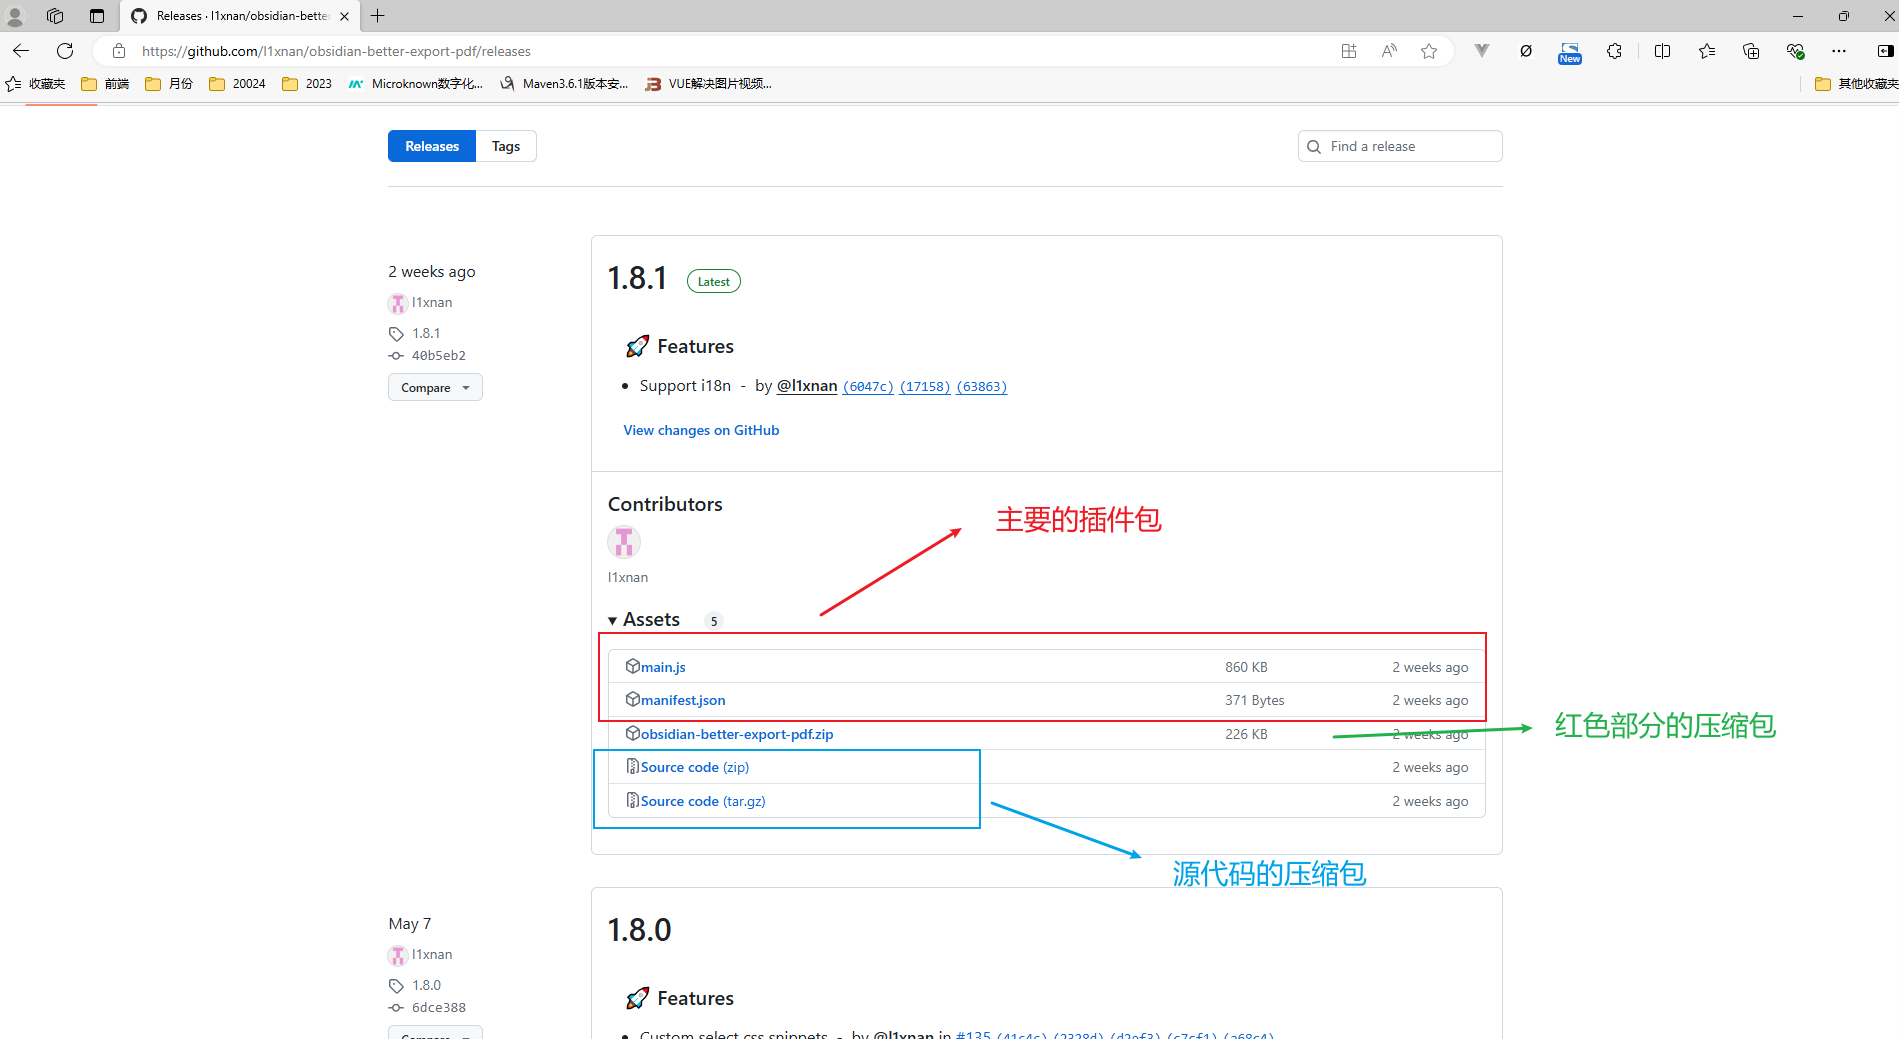 Releases · l1xnan/obsidian-better
https://github.com/l1xnan/obsidian-better-export-pdf/releases
New
收藏夹 前端 月份 20024 2023 Microknown数字化... Maven3.6.1版本安... VUE解决图片视频... 其他收藏夹
Releases Tags
Find a release
2 weeks ago
l1xnan
1.8.1
40b5eb2
Compare
1.8.1 Latest
🚀 Features
• Support i18n - by @l1xnan (6047c) (17158) (63863)
View changes on GitHub
Contributors
l1xnan
主要的插件包
Assets 5
main.js 860 KB 2 weeks ago
manifest.json 371 Bytes 2 weeks ago
obsidian-better-export-pdf.zip 226 KB 2 weeks ago
红色部分的压缩包
Source code (zip) 2 weeks ago
Source code (tar.gz) 2 weeks ago
源代码的压缩包
May 7
l1xnan
1.8.0
6dce388
Compare
1.8.0
🚀 Features
• Custom select css snippets - by @l1xnan in #135 (41c4c) (2328d) (d2ef3) (c7cf1) (a68c4)